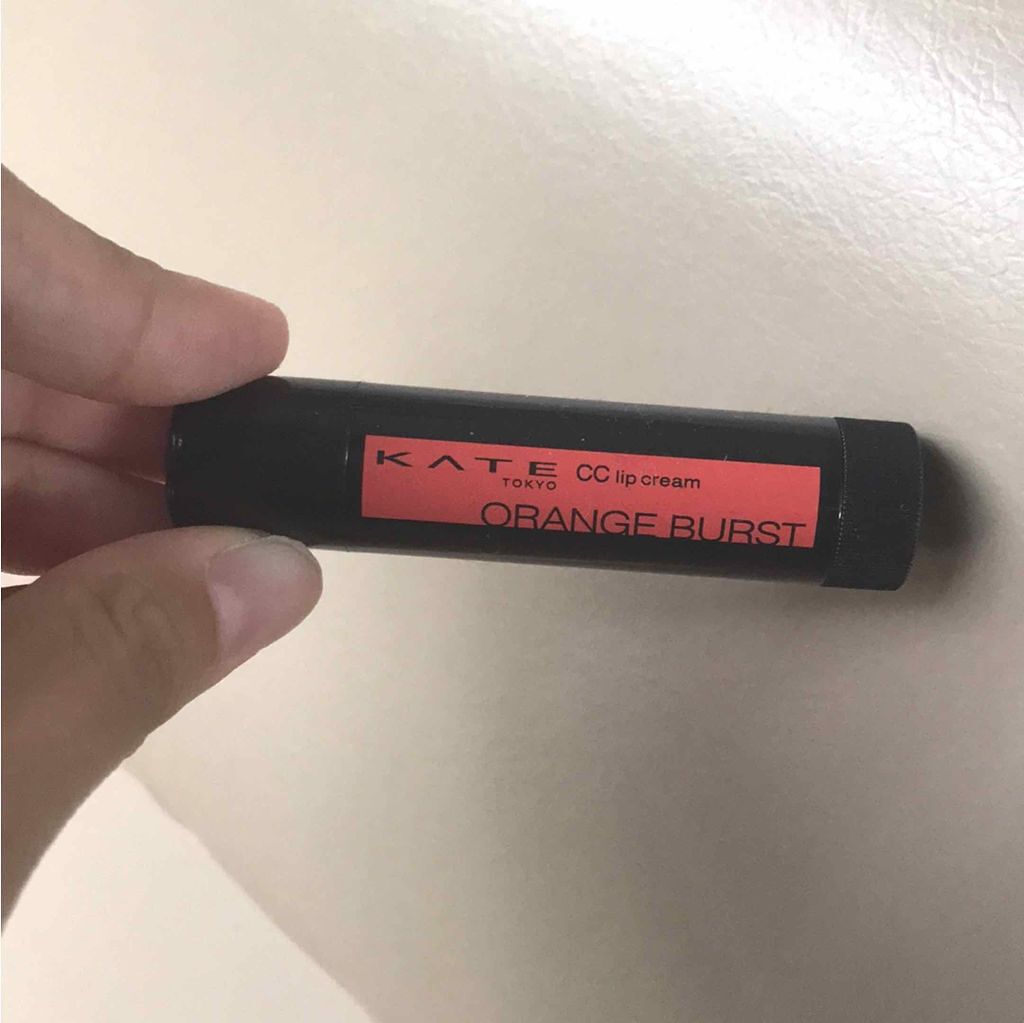 KATE CC lip cream
TOKYO
ORANGE BURST